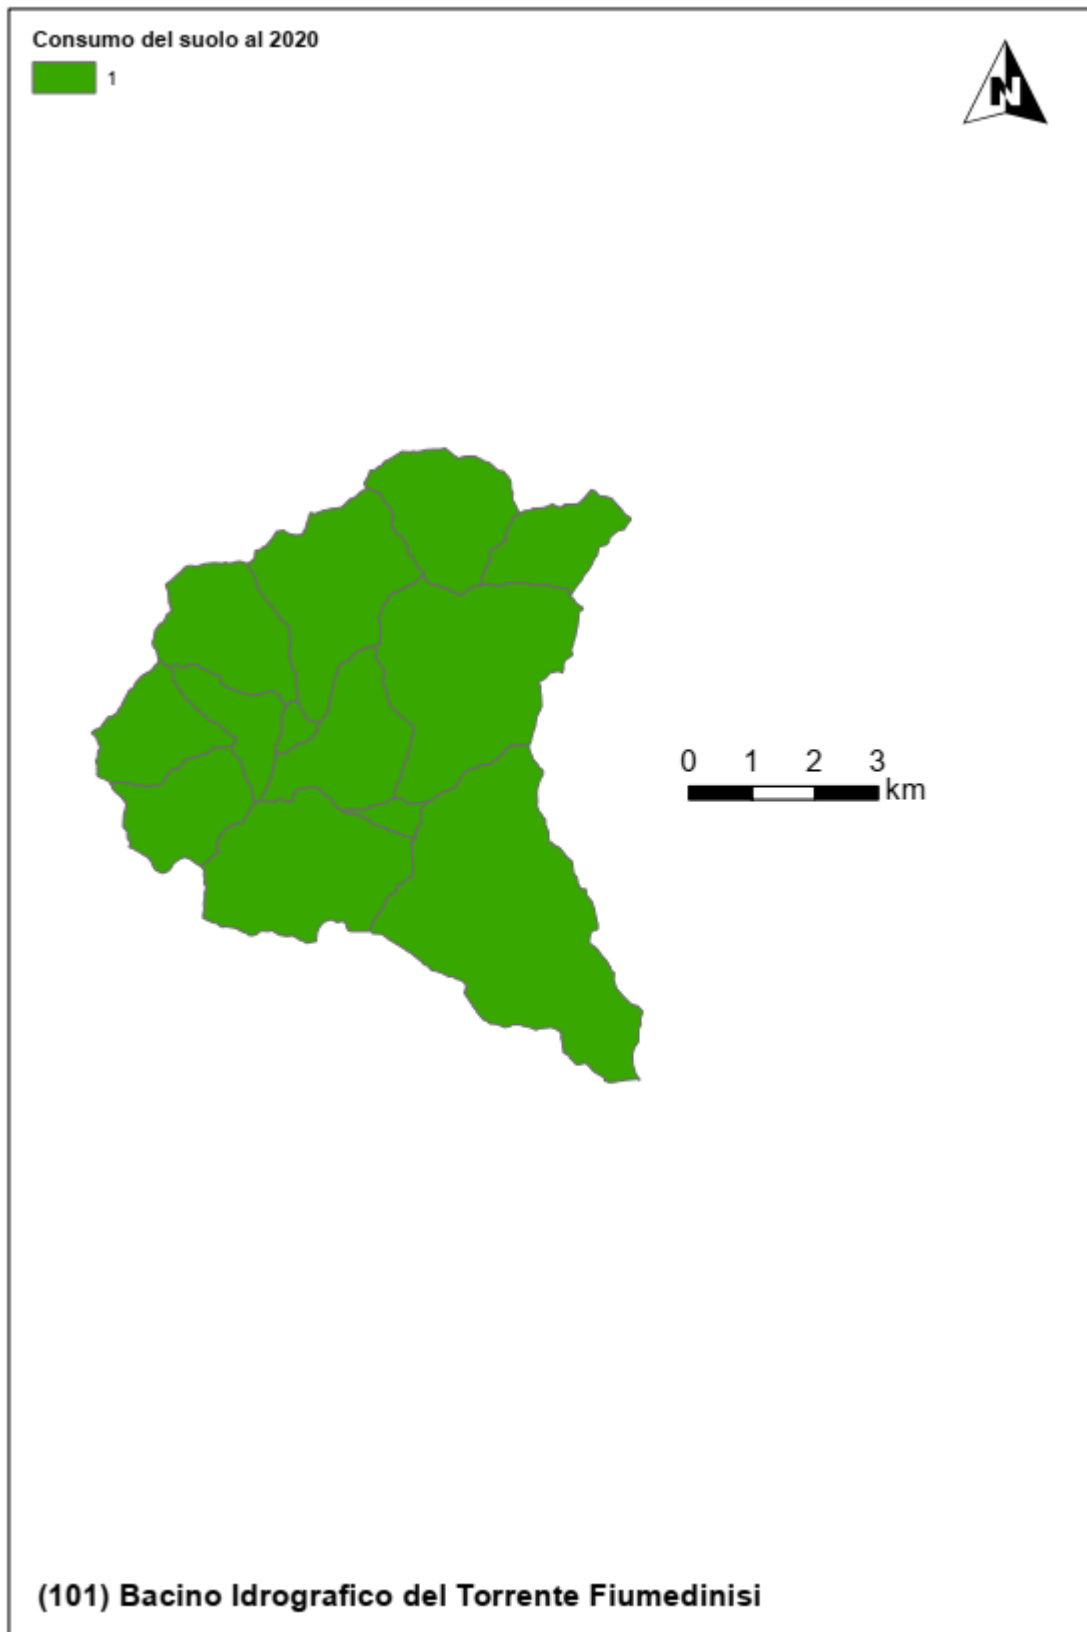 Consumo del suolo al 2020
1
N
0 1 2 3
km
(101) Bacino Idrografico del Torrente Fiumedinisi